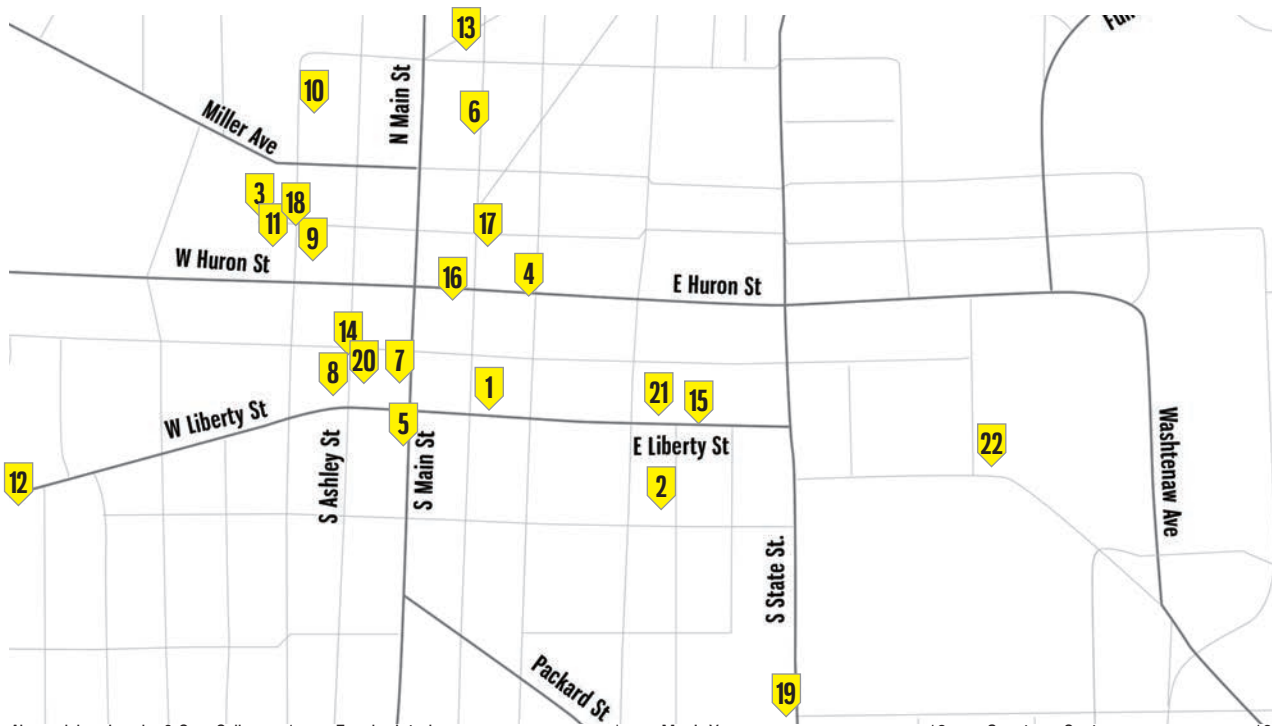 13
Fun
10
N Main St
6
Miller Ave
3
18
11
17
9
W Huron St
16
4
E Huron St
14
20
7
8
1
21
15
W Liberty St
5
E Liberty St
22
Washtenaw Ave
12
S Ashley St
S Main St
2
S State St.
Packard St
19